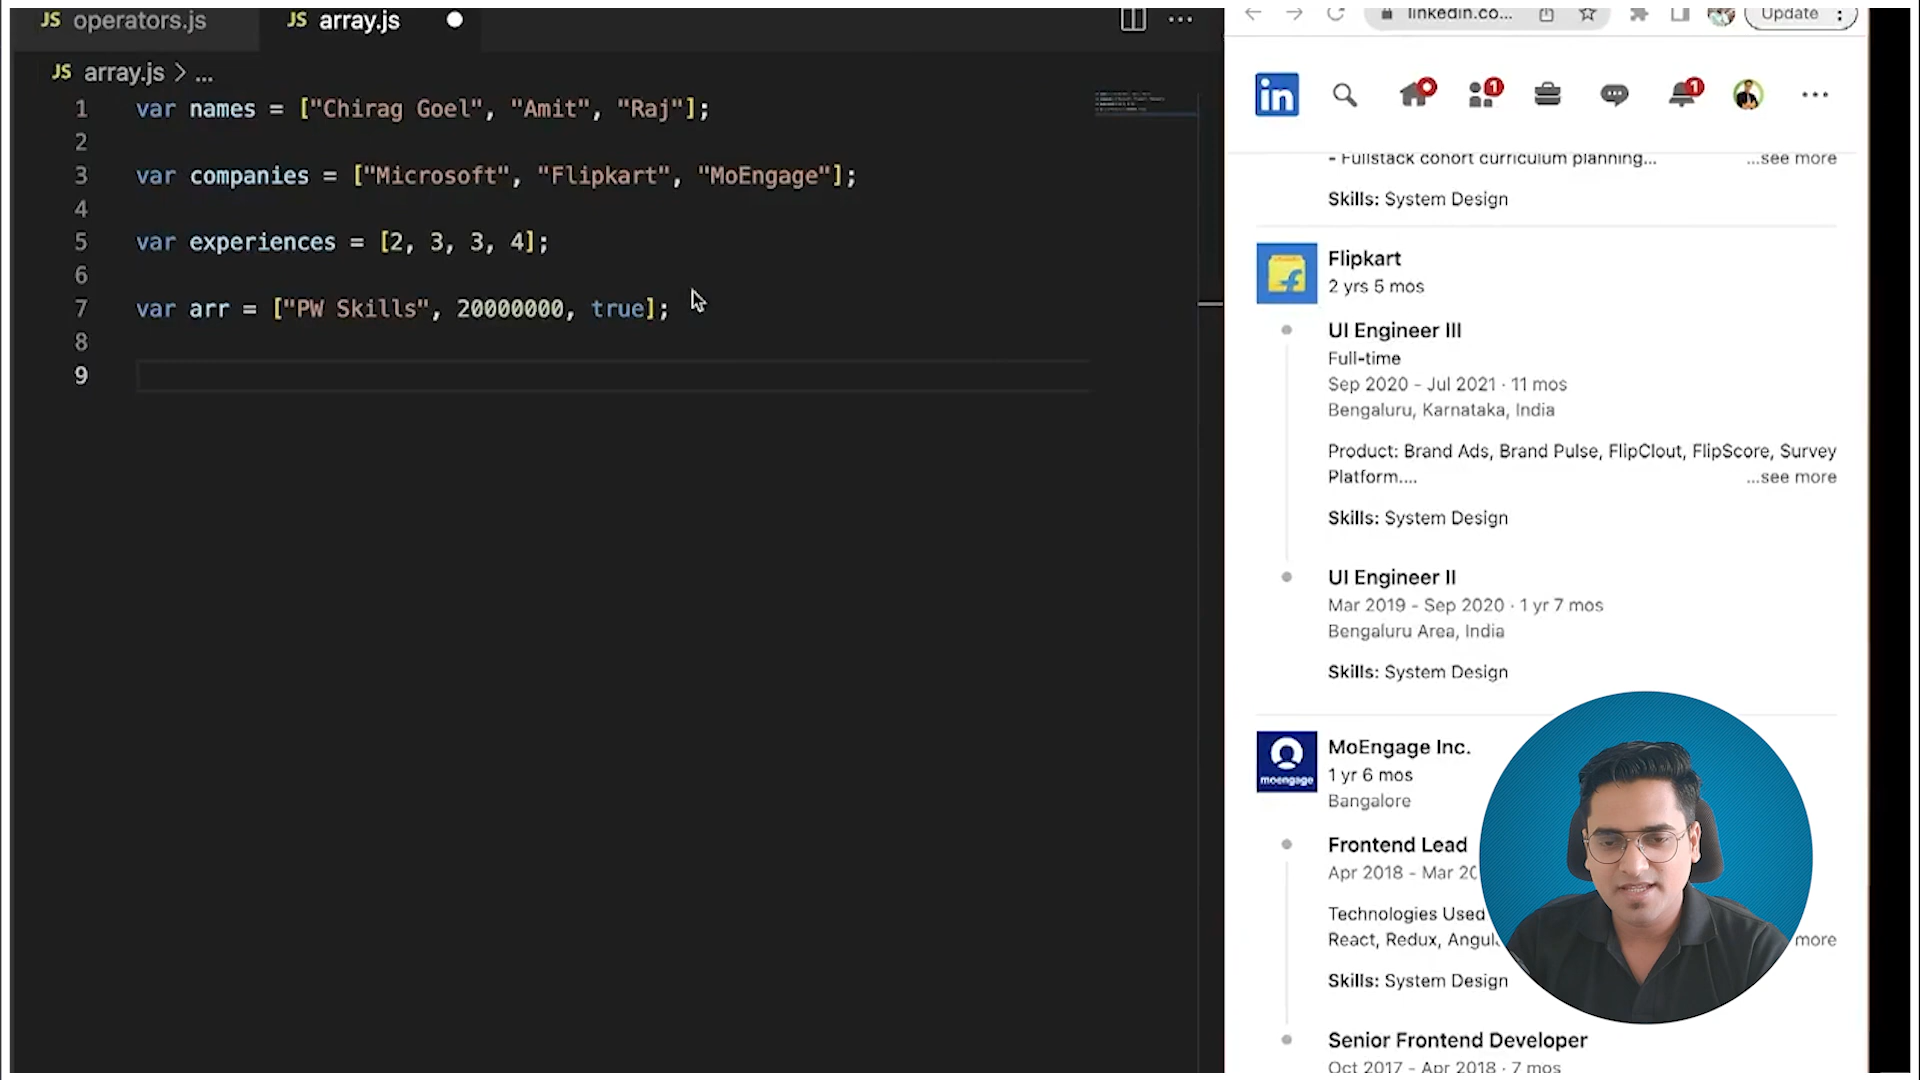 JS operators.js
JS array.js
JS array.js > ...
1 var names = ["Chirag Goel", "Amit", "Raj"];
2
3 var companies = ["Microsoft", "Flipkart", "MoEngage"];
4
5 var experiences = [2, 3, 3, 4];
6
7 var arr = ["PW Skills", 20000000, true];
8
9
linkedin.co...
Update
in
1
1
- Fullstack cohort curriculum planning...
...see more
Skills: System Design
Flipkart
2 yrs 5 mos
UI Engineer III
Full-time
Sep 2020 - Jul 2021 · 11 mos
Bengaluru, Karnataka, India
Product: Brand Ads, Brand Pulse, FlipClout, FlipScore, Survey
Platform....
...see more
Skills: System Design
UI Engineer II
Mar 2019 - Sep 2020 · 1 yr 7 mos
Bengaluru Area, India
Skills: System Design
moengage
MoEngage Inc.
1 yr 6 mos
Bangalore
Frontend Lead
Apr 2018 - Mar
Technologies Used
React, Redux,
more
Skills: System Design
Senior Frontend Developer
Oct 2017 - Apr 2018 · 7 mos